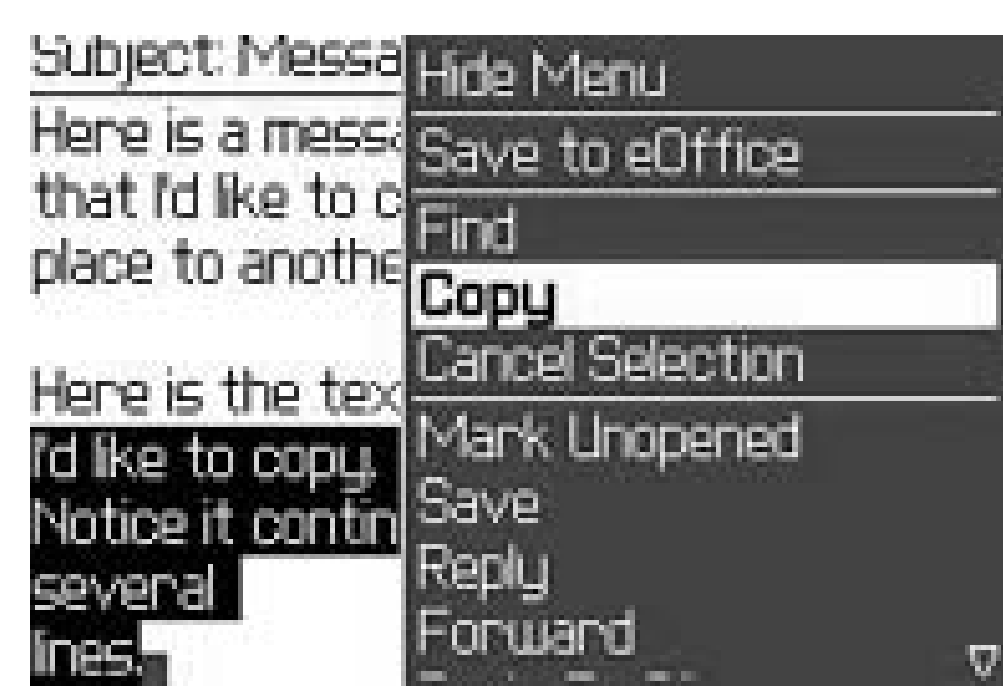 Subject: Messa
Here is a messa
that I'd like to c
place to anothe
Here is the tex
I'd like to copy.
Notice it contin
several
lines.
Hide Menu
Save to eOffice
Find
Copy
Cancel Selection
Mark Unopened
Save
Reply
Forward